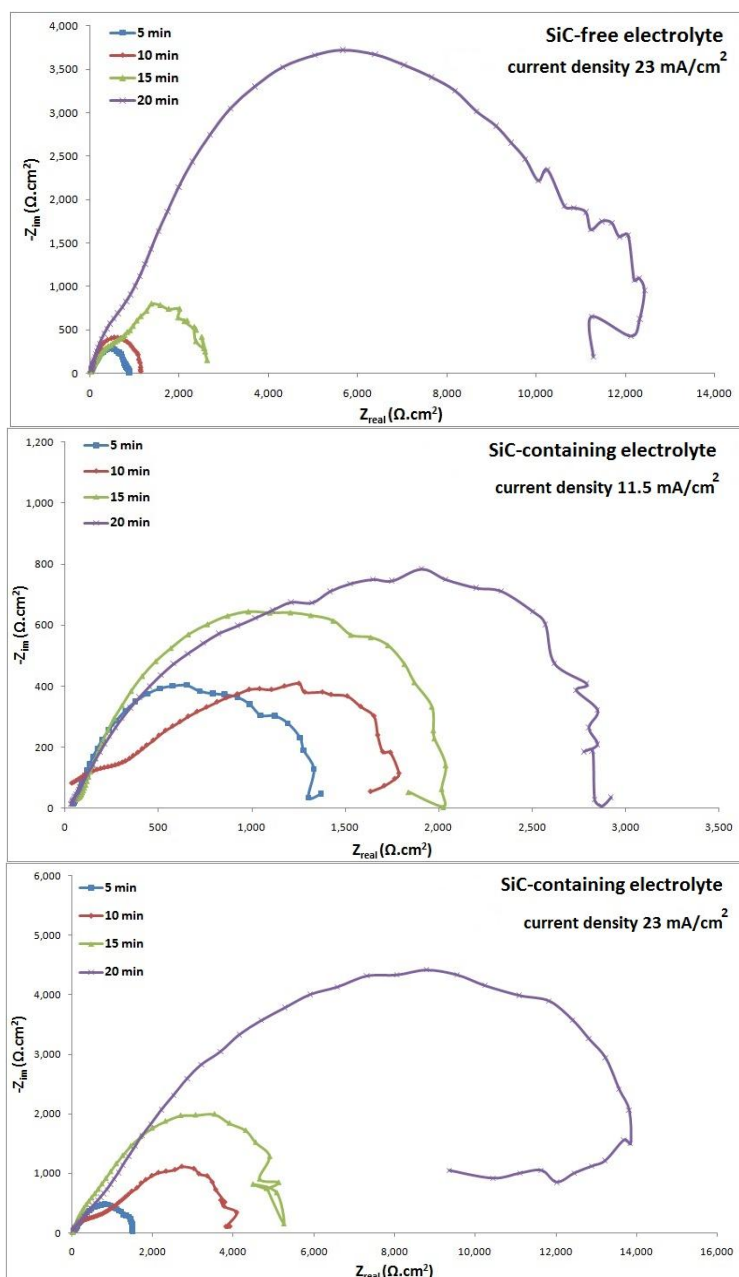 SiC-free electrolyte
current density 23 mA/cm²
5 min
10 min
15 min
20 min
-Zim (Ω.cm²)
4,000
3,500
3,000
2,500
2,000
1,500
1,000
500
0
0 2,000 4,000 6,000 8,000 10,000 12,000 14,000
Zreal (Ω.cm²)
SiC-containing electrolyte
current density 11.5 mA/cm²
5 min
10 min
15 min
20 min
-Zim (Ω.cm²)
1,200
1,000
800
600
400
200
0
0 500 1,000 1,500 2,000 2,500 3,000 3,500
Zreal (Ω.cm²)
SiC-containing electrolyte
current density 23 mA/cm²
5 min
10 min
15 min
20 min
-Zim (Ω.cm²)
6,000
5,000
4,000
3,000
2,000
1,000
0
0 2,000 4,000 6,000 8,000 10,000 12,000 14,000 16,000
Zreal (Ω.cm²)